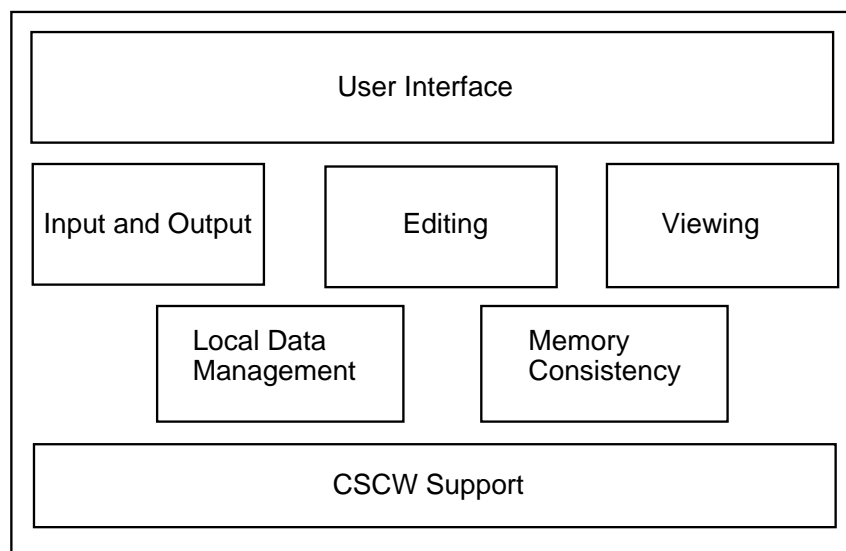 User Interface
Input and Output
Editing
Viewing
Local Data
Management
Memory
Consistency
CSCW Support